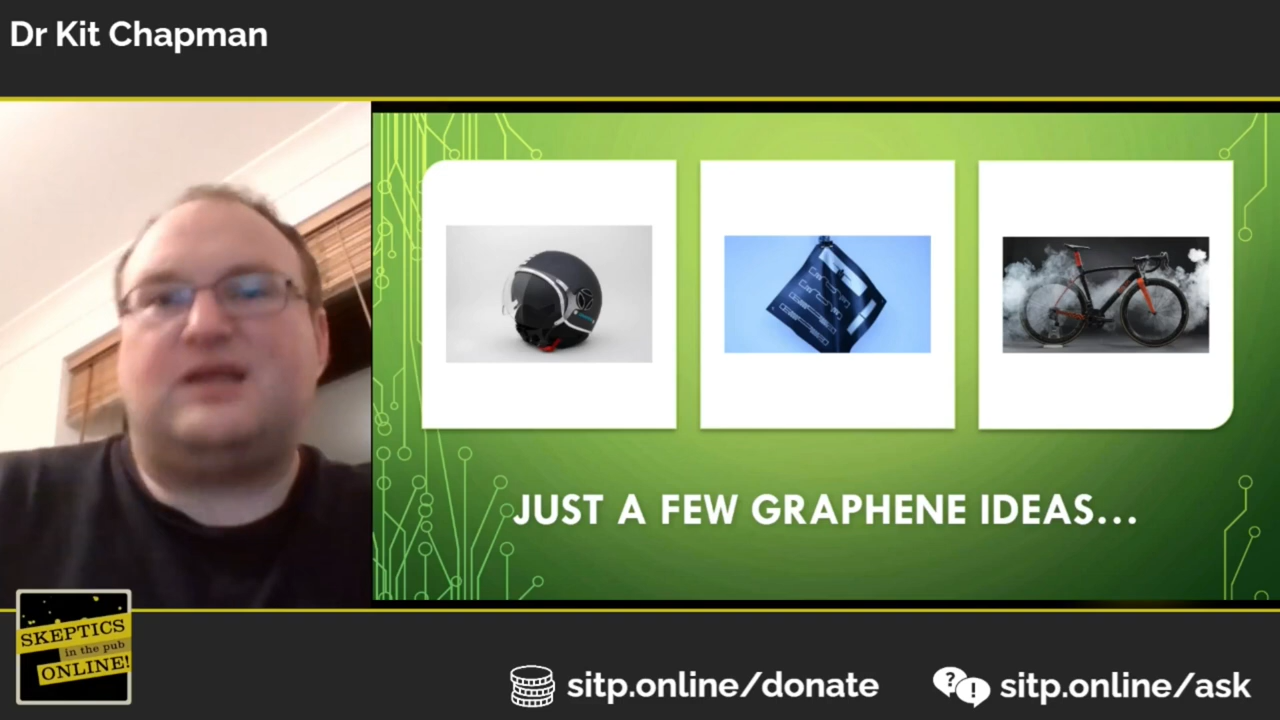 Dr Kit Chapman
JUST A FEW GRAPHENE IDEAS...
SKEPTICS
in the pub
ONLINE!
sitp.online/donate
sitp.online/ask